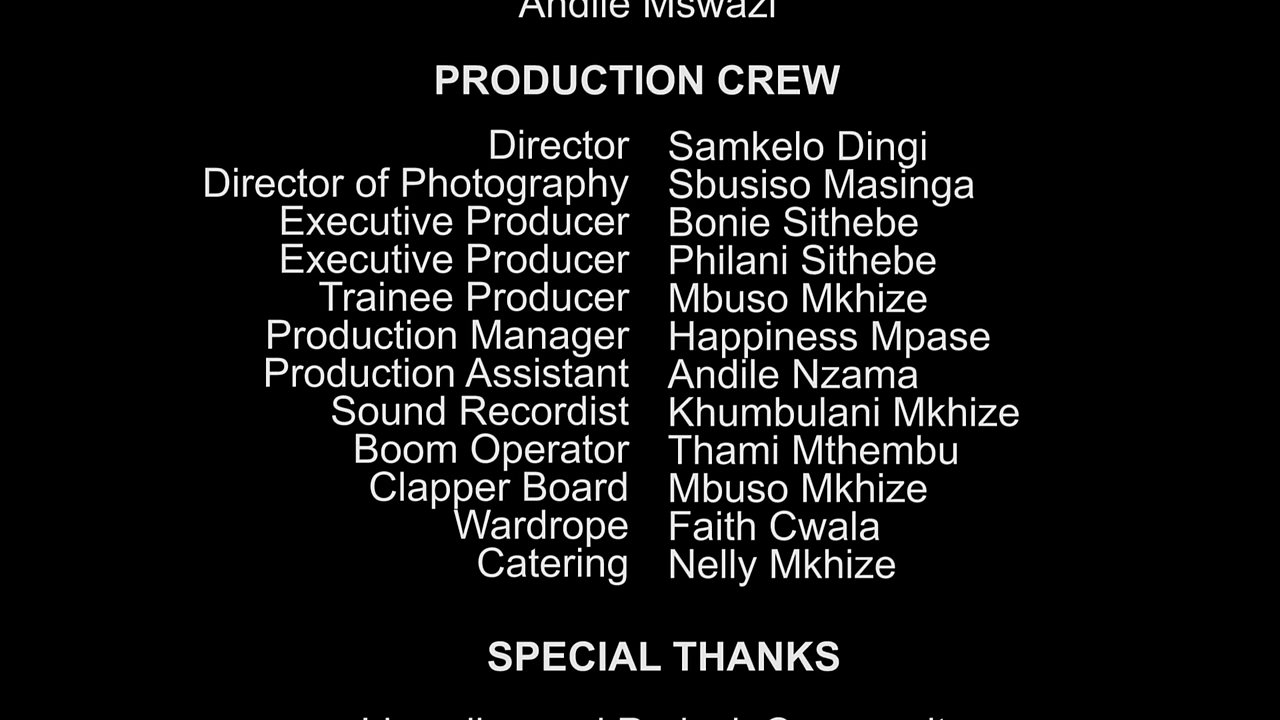 Andile Mswazi
PRODUCTION CREW
Director Samkelo Dingi
Director of Photography Sbusiso Masinga
Executive Producer Bonie Sithebe
Executive Producer Philani Sithebe
Trainee Producer Mbuso Mkhize
Production Manager Happiness Mpase
Production Assistant Andile Nzama
Sound Recordist Khumbulani Mkhize
Boom Operator Thami Mthembu
Clapper Board Mbuso Mkhize
Wardrope Faith Cwala
Catering Nelly Mkhize
SPECIAL THANKS